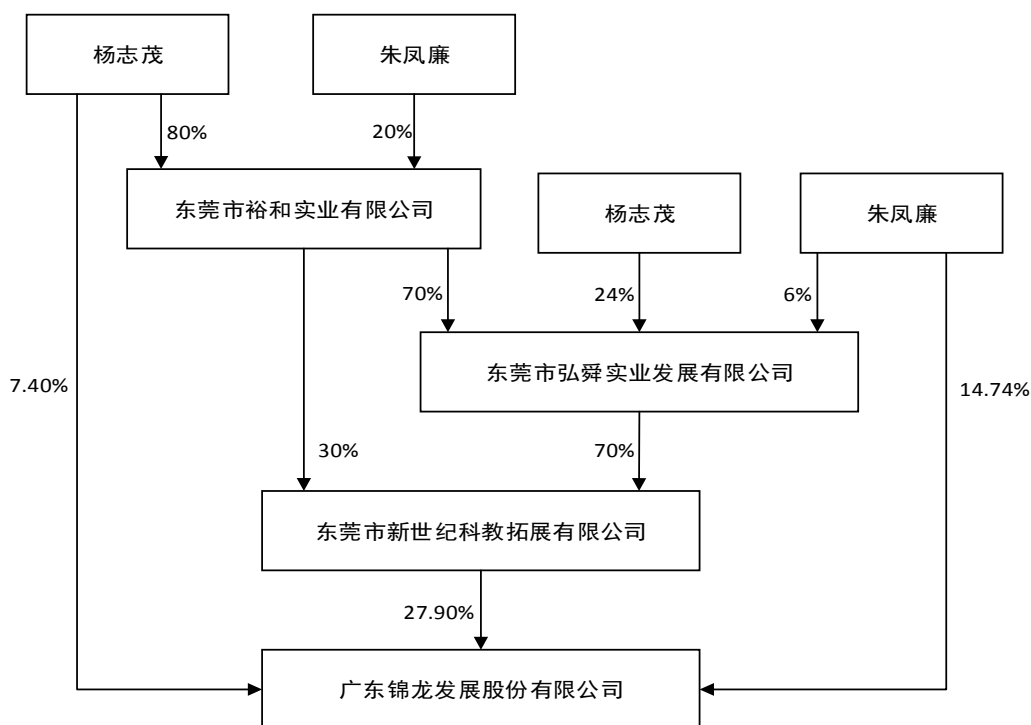 杨志茂
朱凤廉
80%
20%
东莞市裕和实业有限公司
杨志茂
朱凤廉
70%
24%
6%
7.40%
东莞市弘舜实业发展有限公司
14.74%
30%
70%
东莞市新世纪科教拓展有限公司
27.90%
广东锦龙发展股份有限公司